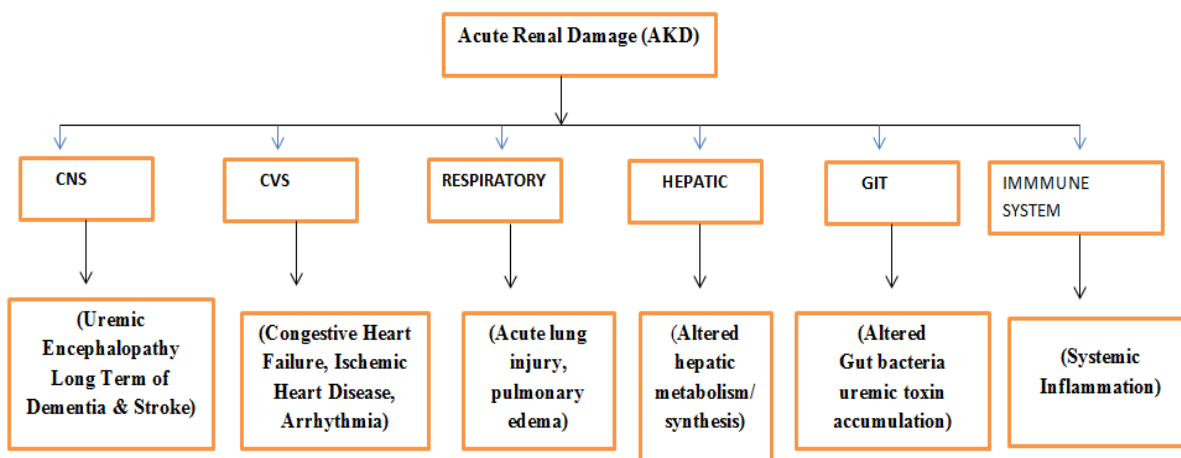 Acute Renal Damage (AKD)
CNS
CVS
RESPIRATORY
HEPATIC
GIT
IMMMUNE
SYSTEM
(Uremic
Encephalopathy
Long Term of
Dementia & Stroke)
(Congestive Heart
Failure, Ischemic
Heart Disease,
Arrhythmia)
(Acute lung
injury,
pulmonary
edema)
(Altered
hepatic
metabolism/
synthesis)
(Altered
Gut bacteria
uremic toxin
accumulation)
(Systemic
Inflammation)